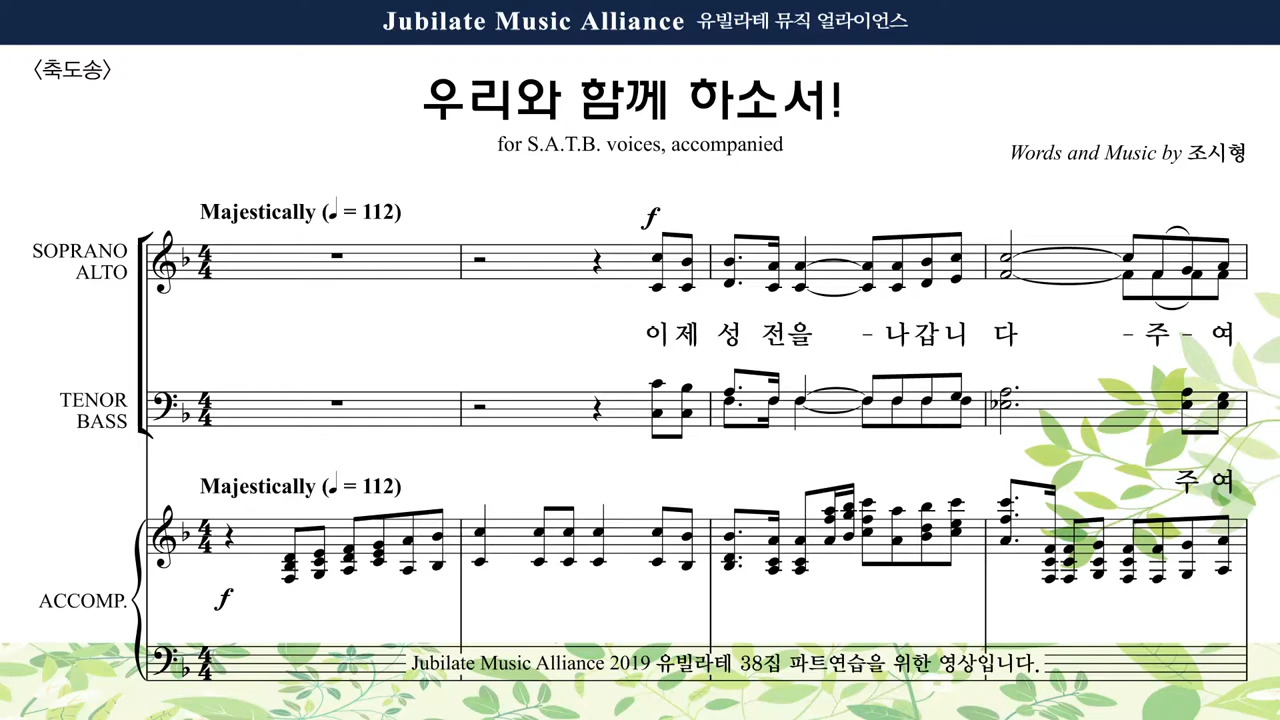 Jubilate Music Alliance 유빌라테 뮤직 얼라이언스
〈축도송〉
우리와 함께 하소서!
for S.A.T.B. voices, accompanied
Words and Music by 조시형
Majestically (♩ = 112)
f
SOPRANO
ALTO
이제 성 전을 - 나갑니 다 - 주 - 여
TENOR
BASS
주 여
Majestically (♩ = 112)
f
ACCOMP.
Jubilate Music Alliance 2019 유빌라테 38집 파트연습을 위한 영상입니다.